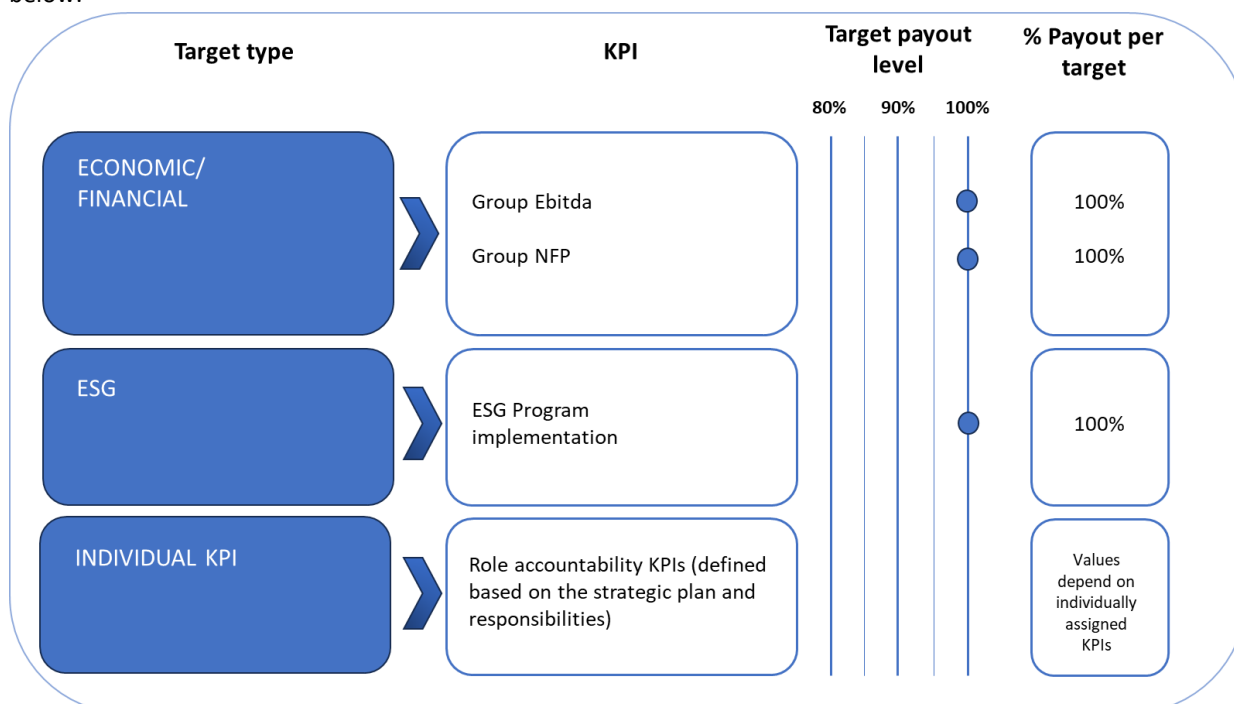 below:
Target type
KPI
Target payout
level
% Payout per
target
80%
90%
100%
ECONOMIC/
FINANCIAL
Group Ebitda
100%
Group NFP
100%
ESG
ESG Program
implementation
100%
INDIVIDUAL KPI
Role accountability KPIs (defined
based on the strategic plan and
responsibilities)
Values
depend on
individually
assigned
KPIs